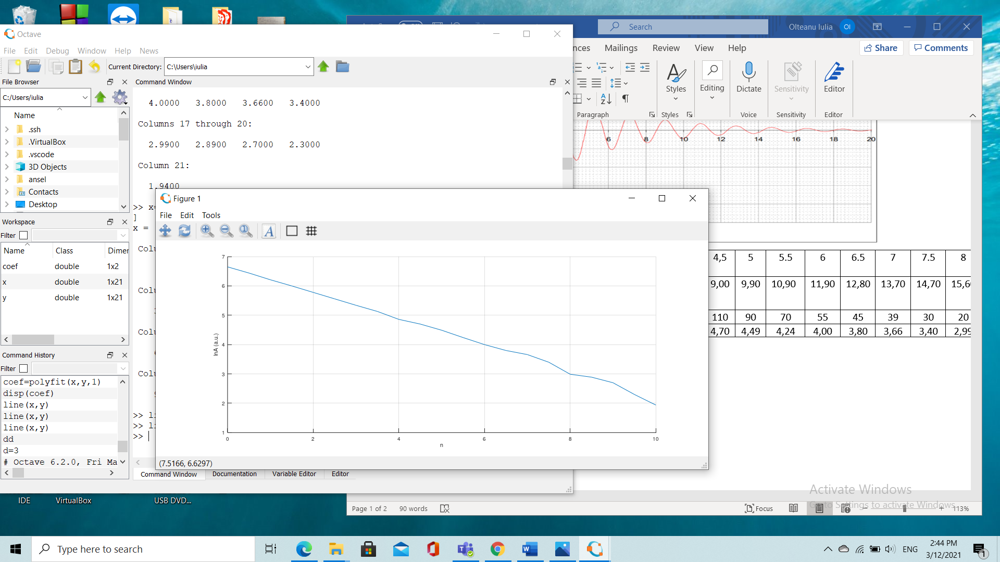 Octave
File Edit Debug Window Help News
Current Directory: C:\Users\iulia
File Browser
C:/Users/iulia
Name
.ssh
.VirtualBox
.vscode
3D Objects
ansel
Contacts
Desktop
Workspace
Filter
Name Class Dimer
coef double 1x2
x double 1x21
y double 1x21
Command History
Filter
coef=polyfit(x,y,1)
disp(coef)
line(x,y)
line(x,y)
line(x,y)
dd
d=3
# Octave 6.2.0, Fri Ma
Command Window
4.0000 3.8000 3.6600 3.4000
Columns 17 through 20:
2.9900 2.8900 2.7000 2.3000
Column 21:
1.9400
>> x=
]
x =
>> li
>> li
>>
Command Window Documentation Variable Editor Editor
Figure 1
File Edit Tools
7
6
5
4
3
2
1
0 2 4 6 8 10
lnA (a.u.)
n
(7.5166, 6.6297)
Search
Olteanu Iulia OI
nces Mailings Review View Help
Share Comments
Styles Editing Dictate Sensitivity Editor
Paragraph Styles Voice Sensitivity Editor
6 8 10 12 14 16 18 20
4,5 5 5.5 6 6.5 7 7.5 8
9,00 9,90 10,90 11,90 12,80 13,70 14,70 15,6
110 90 70 55 45 39 30 20
4,70 4,49 4,24 4,00 3,80 3,66 3,40 2,99
Activate Windows
Go to Settings to activate Windows.
Page 1 of 2 90 words Focus 113%
IDE VirtualBox USB DVD...
Type here to search
ENG
2:44 PM
3/12/2021
1